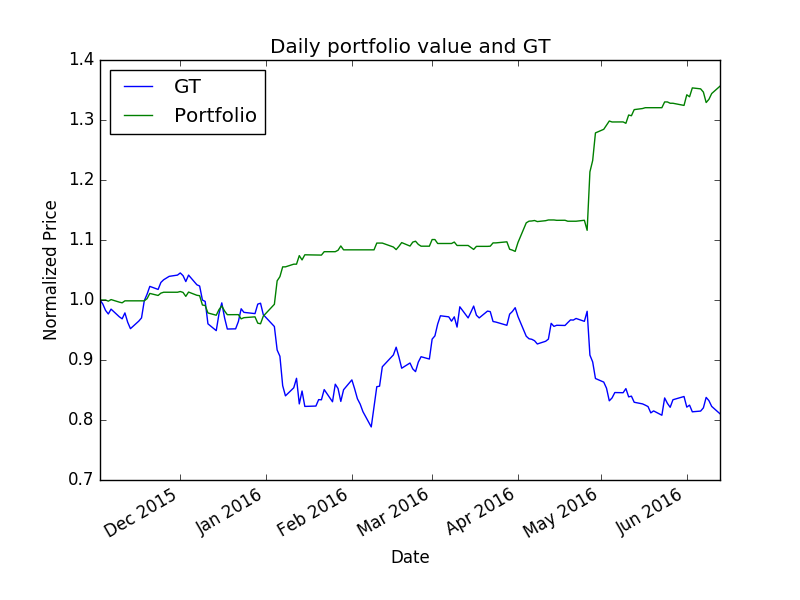 Daily portfolio value and GT
GT
Portfolio
1.4
1.3
1.2
1.1
1.0
0.9
0.8
0.7
Normalized Price
Dec 2015
Jan 2016
Feb 2016
Mar 2016
Apr 2016
May 2016
Jun 2016
Date